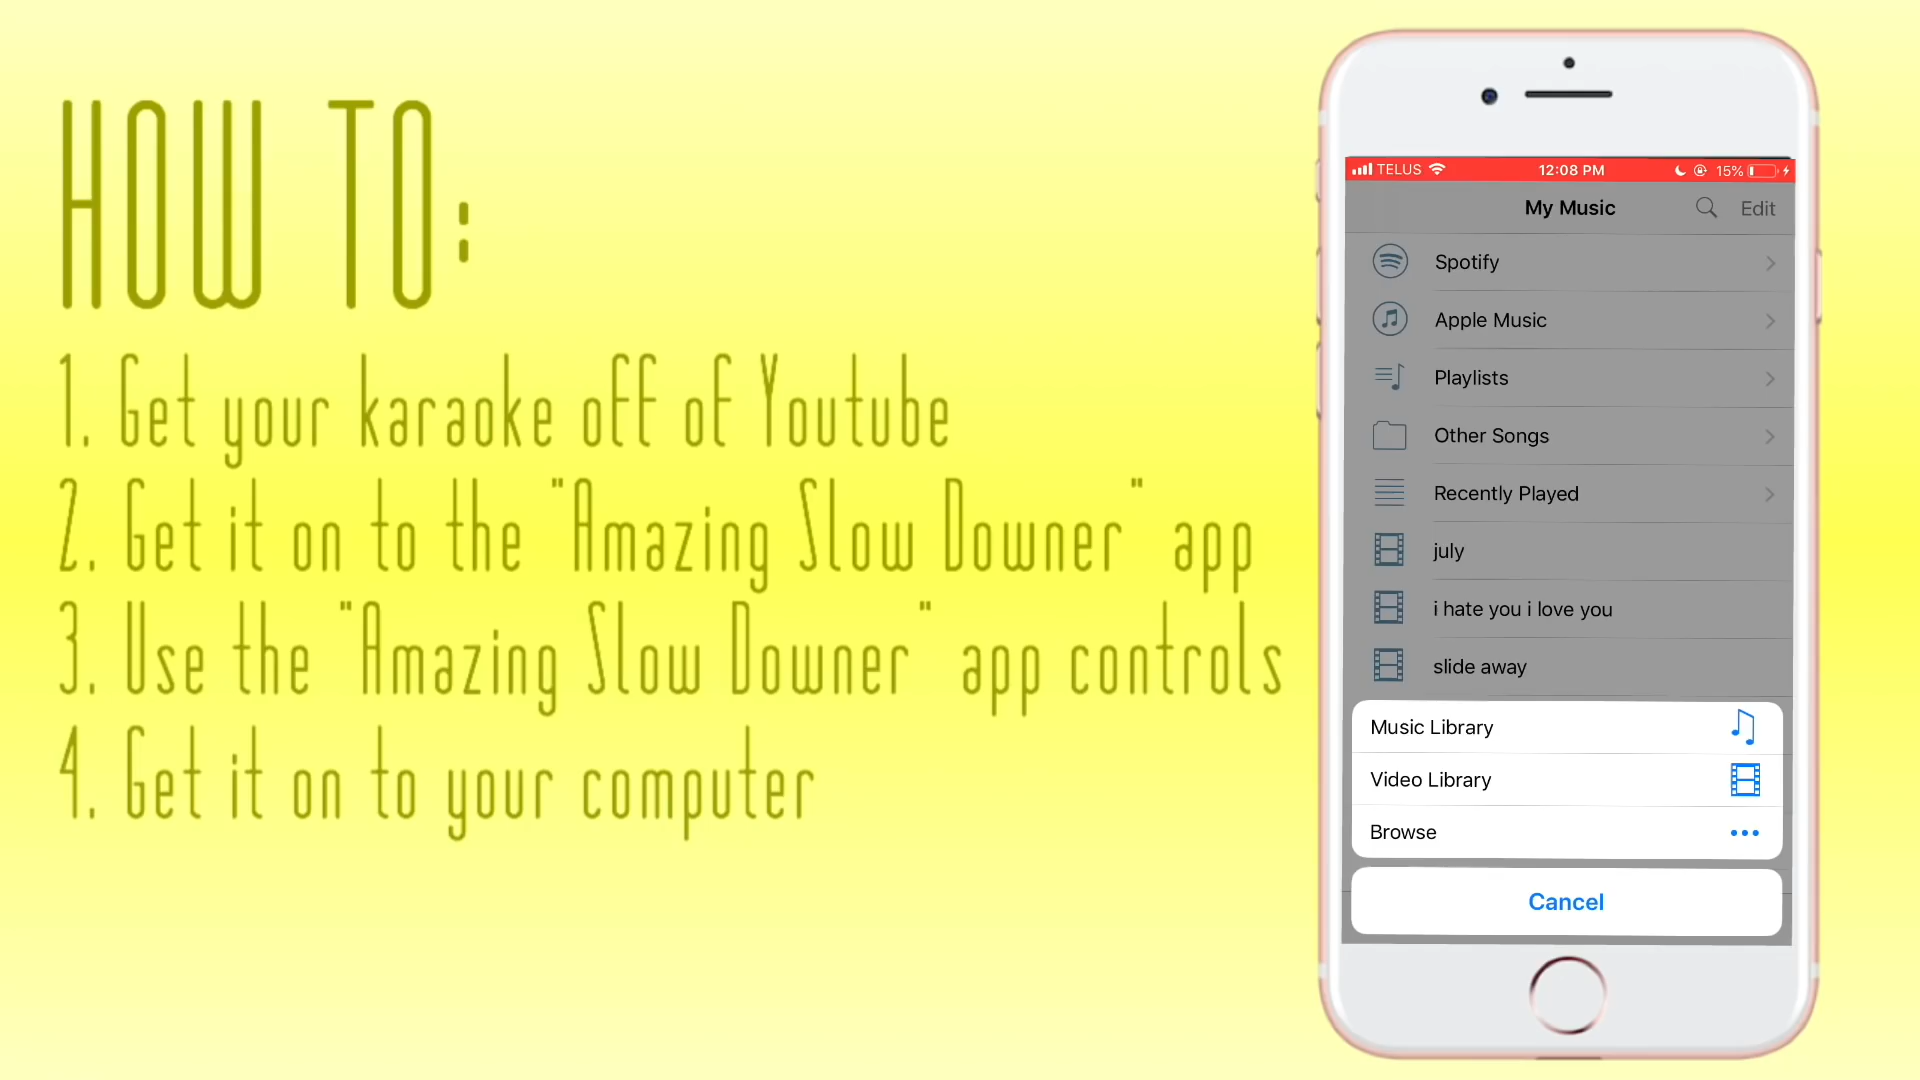 HOW TO:
1. Get your karaoke off of Youtube
2. Get it on to the "Amazing Slow Downer" app
3. Use the "Amazing Slow Downer" app controls
4. Get it on to your computer
TELUS 12:08 PM 15%
My Music Edit
Spotify
Apple Music
Playlists
Other Songs
Recently Played
july
i hate you i love you
slide away
Music Library
Video Library
Browse
Cancel